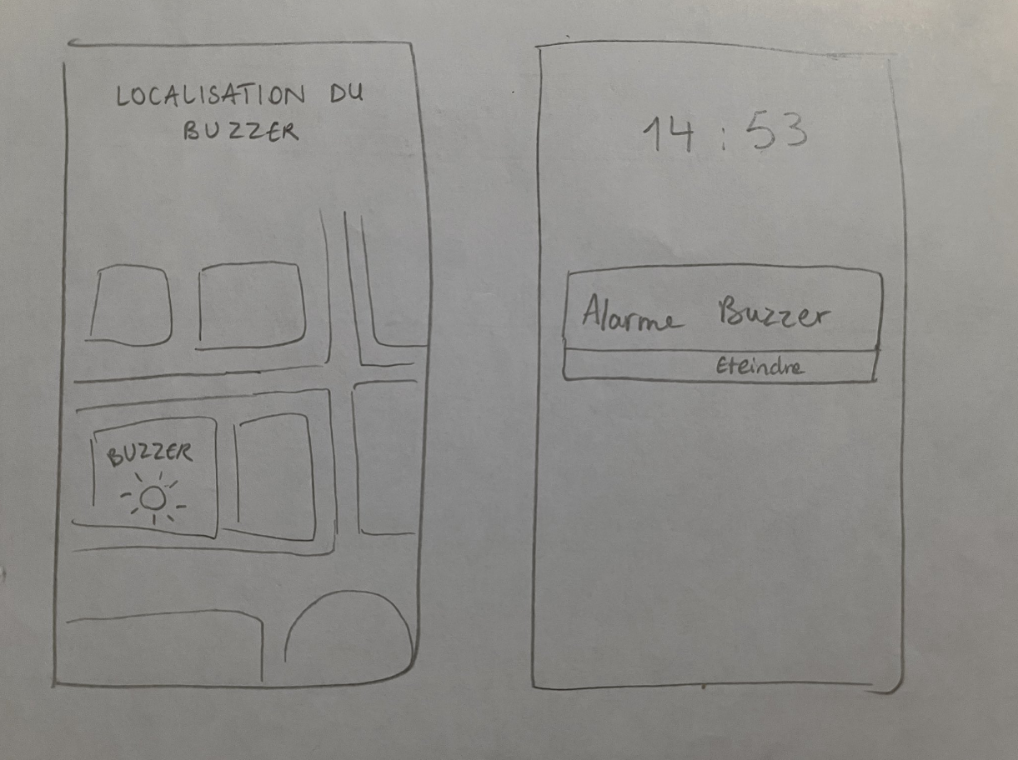 LOCALISATION DU
BUZZER
BUZZER
14 : 53
Alarme Buzzer
Eteindre